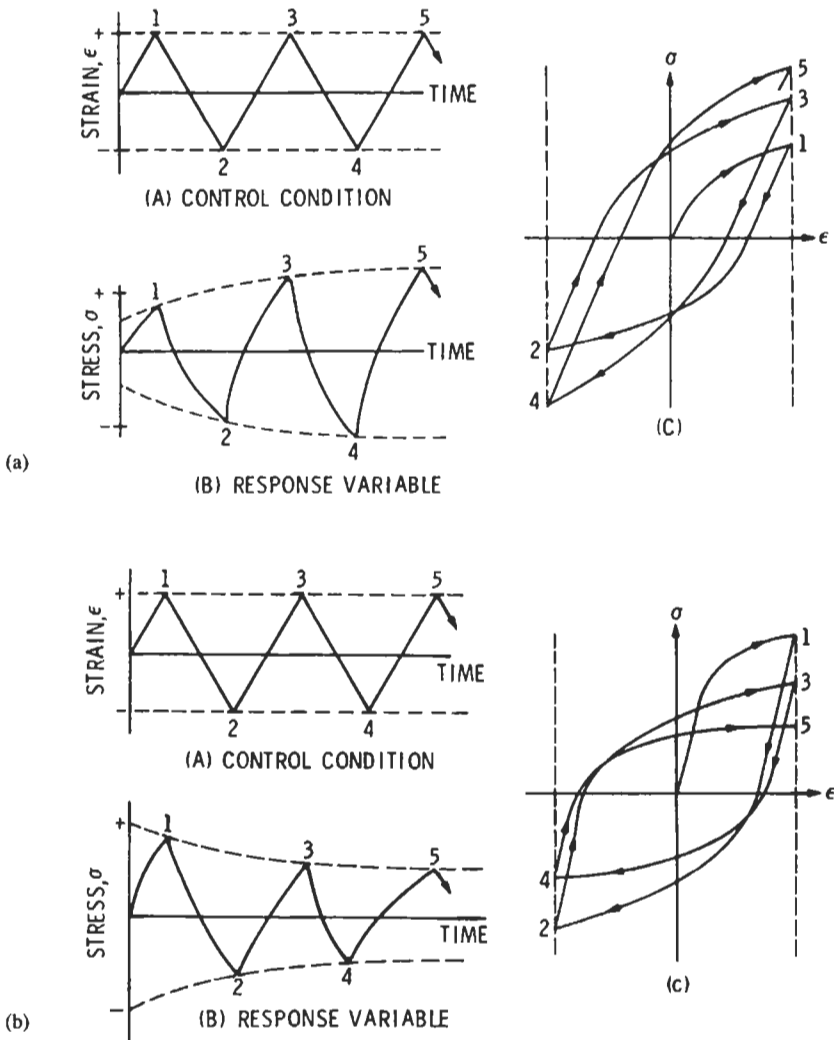 1
3
5
+
STRAIN, ε
TIME
2
4
(A) CONTROL CONDITION
5
3
1
+
STRESS, σ
TIME
2
4
(a)
(B) RESPONSE VARIABLE
σ
5
3
1
ε
2
4
(C)
1
3
5
+
STRAIN, ε
TIME
2
4
(A) CONTROL CONDITION
1
3
5
+
STRESS, σ
TIME
2
4
(b)
(B) RESPONSE VARIABLE
σ
1
3
5
ε
4
2
(c)